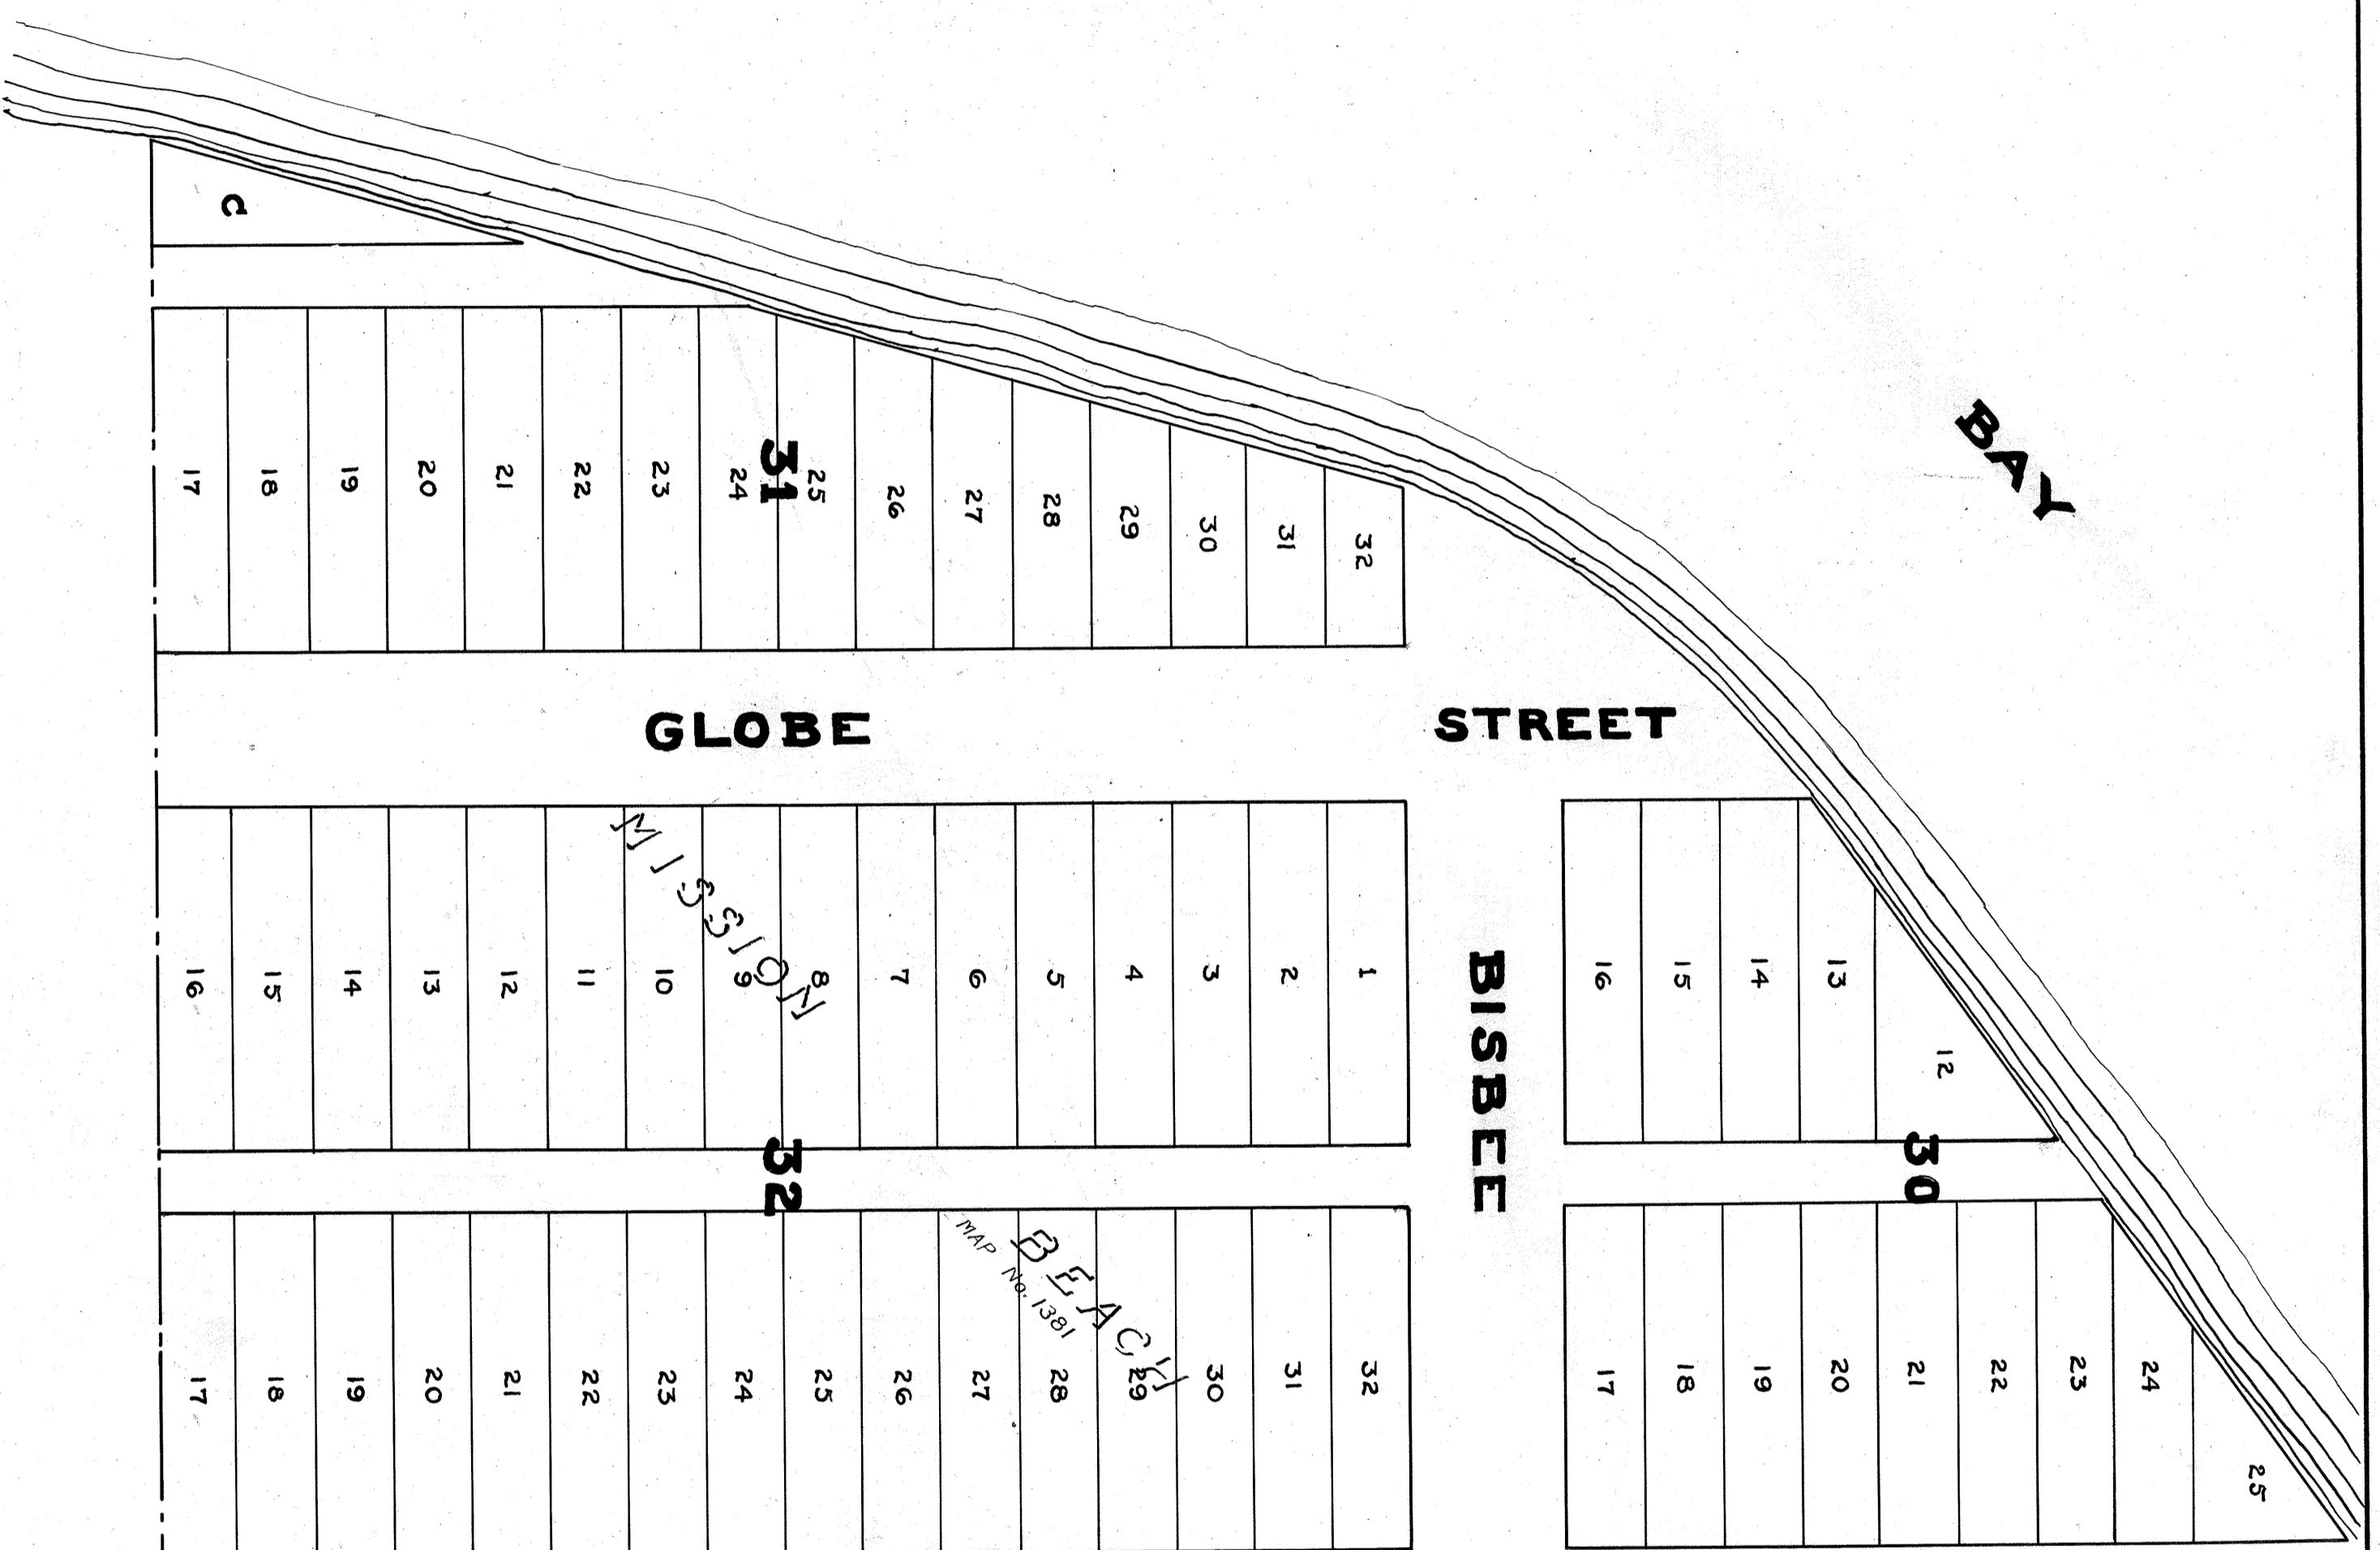 BAY
C
17 18 19 20 21 22 23 24 25 26 27 28 29 30 31 32
31
GLOBE STREET
MISSION
16 15 14 13 12 11 10 9 8 7 6 5 4 3 2 1
BISBEE
16 15 14 13 12
32
30
BEACH
MAP No. 1381
17 18 19 20 21 22 23 24 25 26 27 28 29 30 31 32
17 18 19 20 21 22 23 24 25